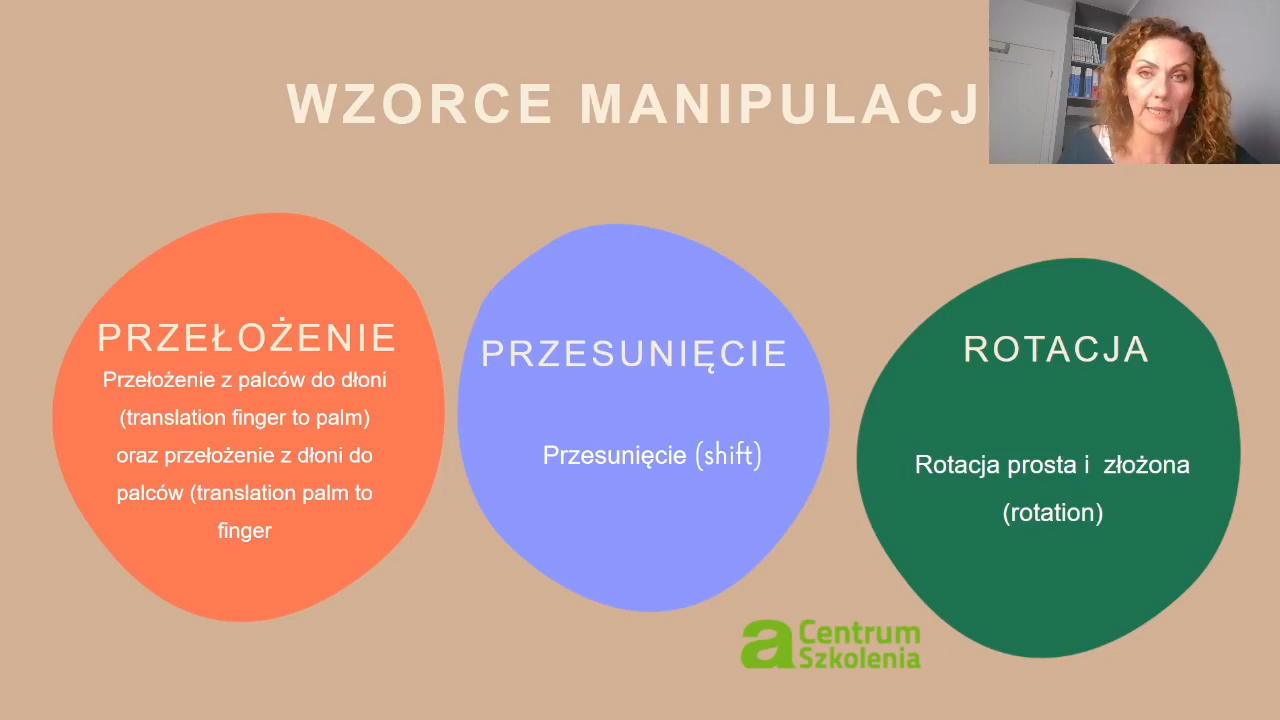 WZORCE MANIPULACJ
PRZEŁOŻENIE
Przełożenie z palców do dłoni
(translation finger to palm)
oraz przełożenie z dłoni do
palców (translation palm to
finger
PRZESUNIĘCIE
Przesunięcie (shift)
ROTACJA
Rotacja prosta i złożona
(rotation)
a Centrum
Szkolenia